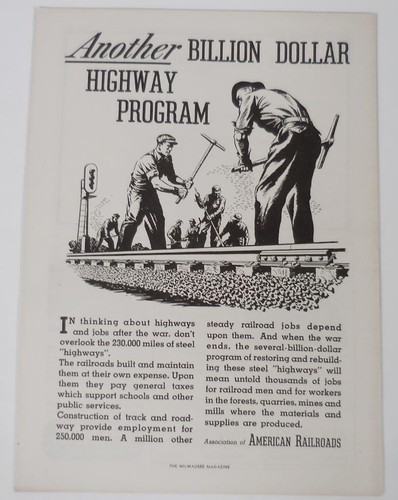 Another BILLION DOLLAR
HIGHWAY
PROGRAM
IN thinking about highways
and jobs after the war, don't
overlook the 230,000 miles of steel
"highways".
The railroads built and maintain
them at their own expense. Upon
them they pay general taxes
which support schools and other
public services.
Construction of track and road-
way provide employment for
250,000 men. A million other
steady railroad jobs depend
upon them. And when the war
ends, the several-billion-dollar
program of restoring and rebuild-
ing these steel "highways" will
mean untold thousands of jobs
for railroad men and for workers
in the forests, quarries, mines and
mills where the materials and
supplies are produced.
Association of AMERICAN RAILROADS
THE MILWAUKEE MAGAZINE